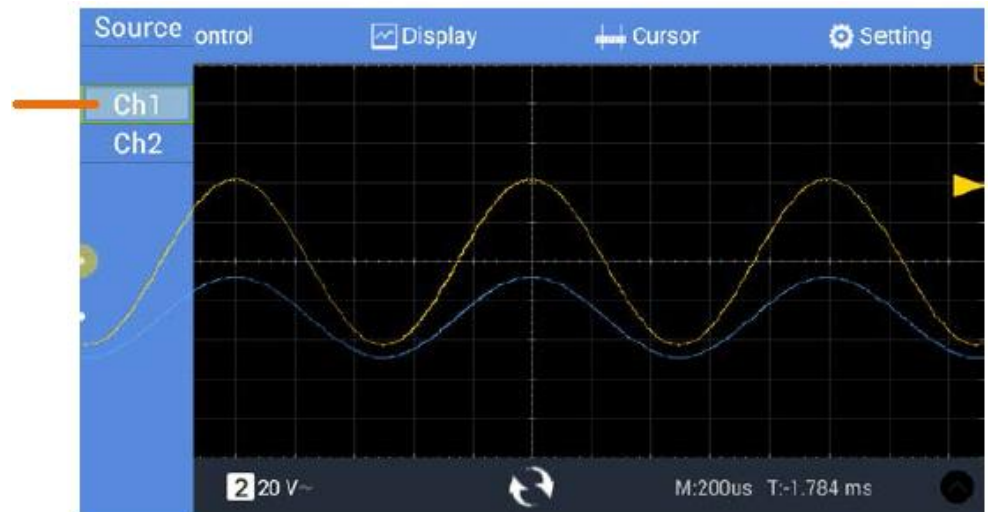 Source ontrol Display Cursor Setting
Ch1
Ch2
2 20 V~ M:200us T:-1.784 ms